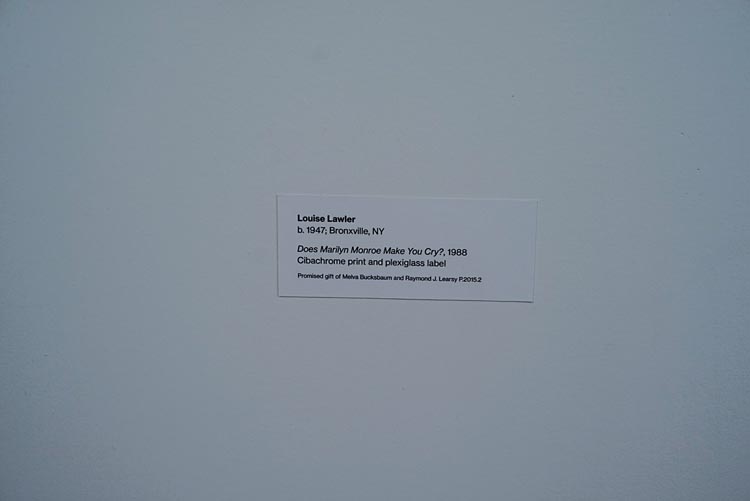 Louise Lawler
b. 1947; Bronxville, NY
Does Marilyn Monroe Make You Cry?, 1988
Cibachrome print and plexiglass label
Promised gift of Melva Bucksbaum and Raymond J. Learsy P.2015.2